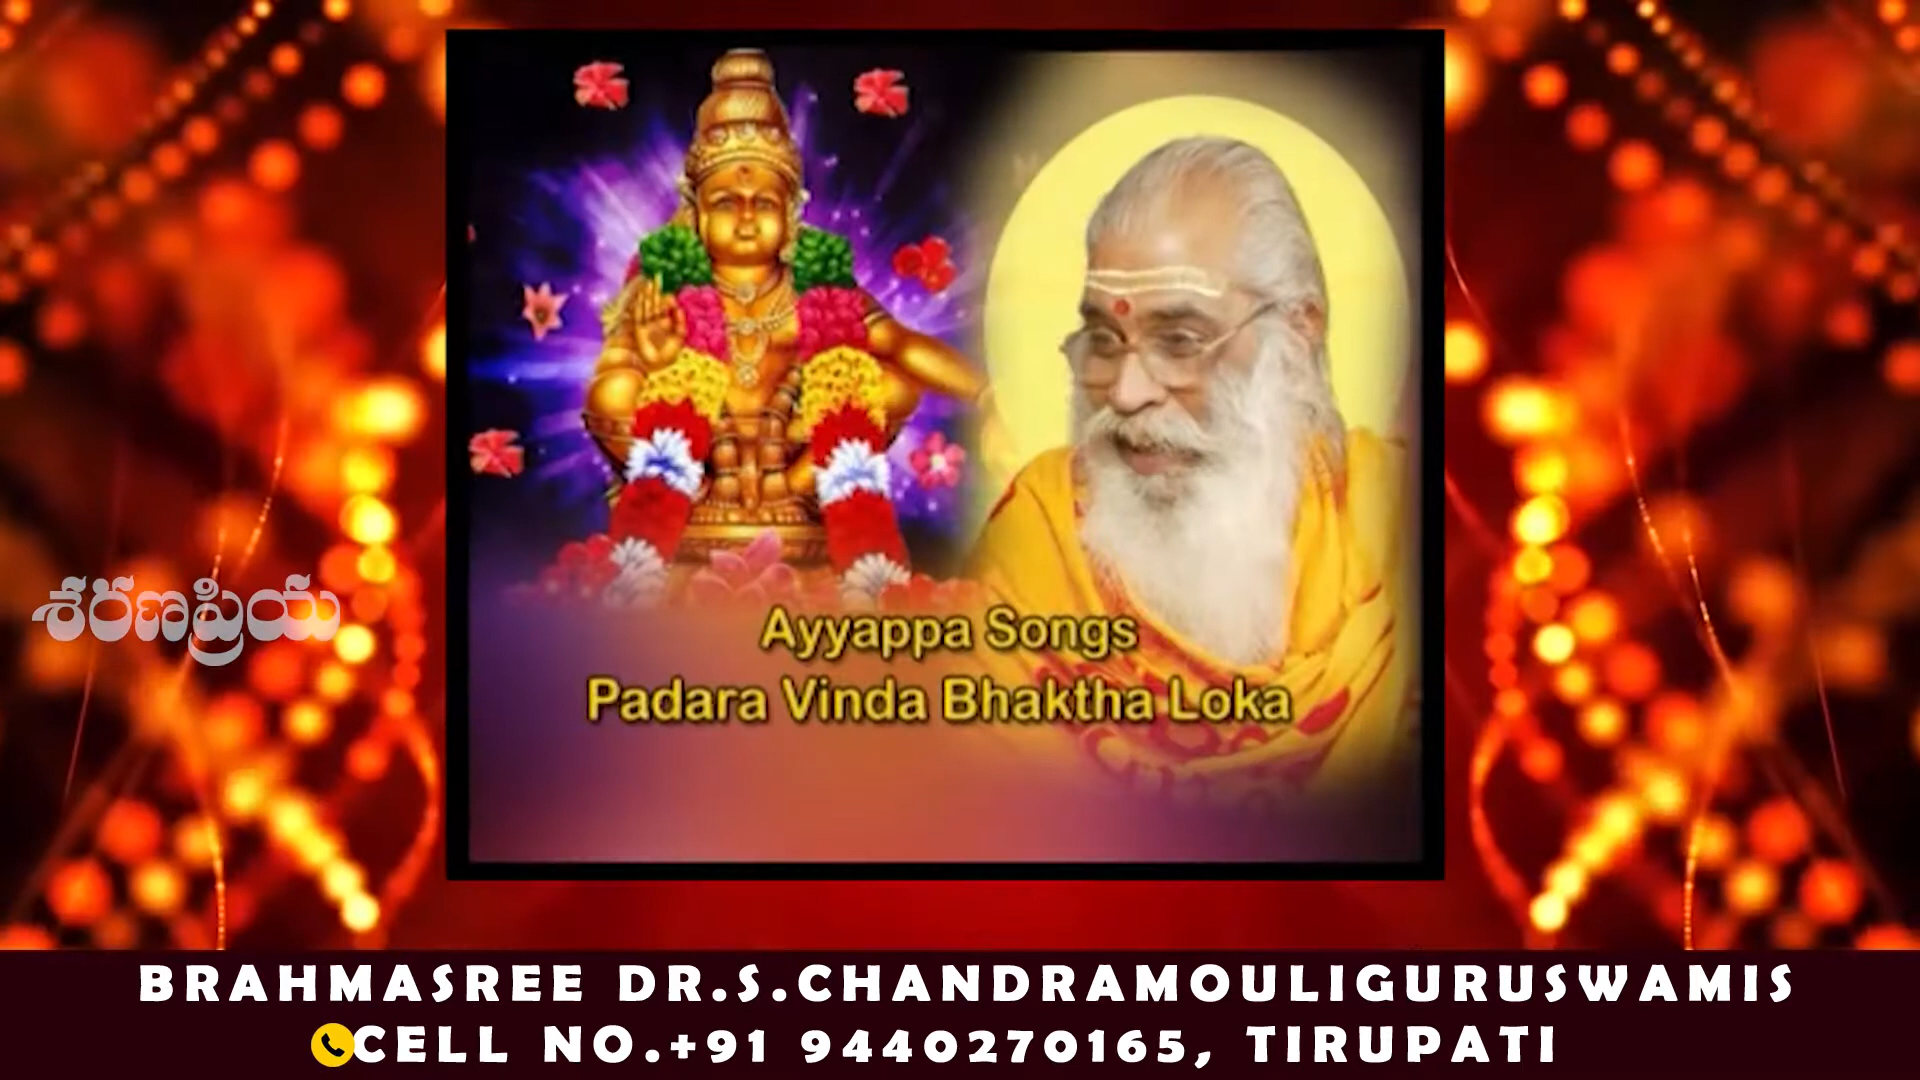 శరణప్రియ
Ayyappa Songs
Padara Vinda Bhaktha Loka
BRAHMASREE DR.S.CHANDRAMOULIGURUSWAMIS
CELL NO.+91 9440270165, TIRUPATI